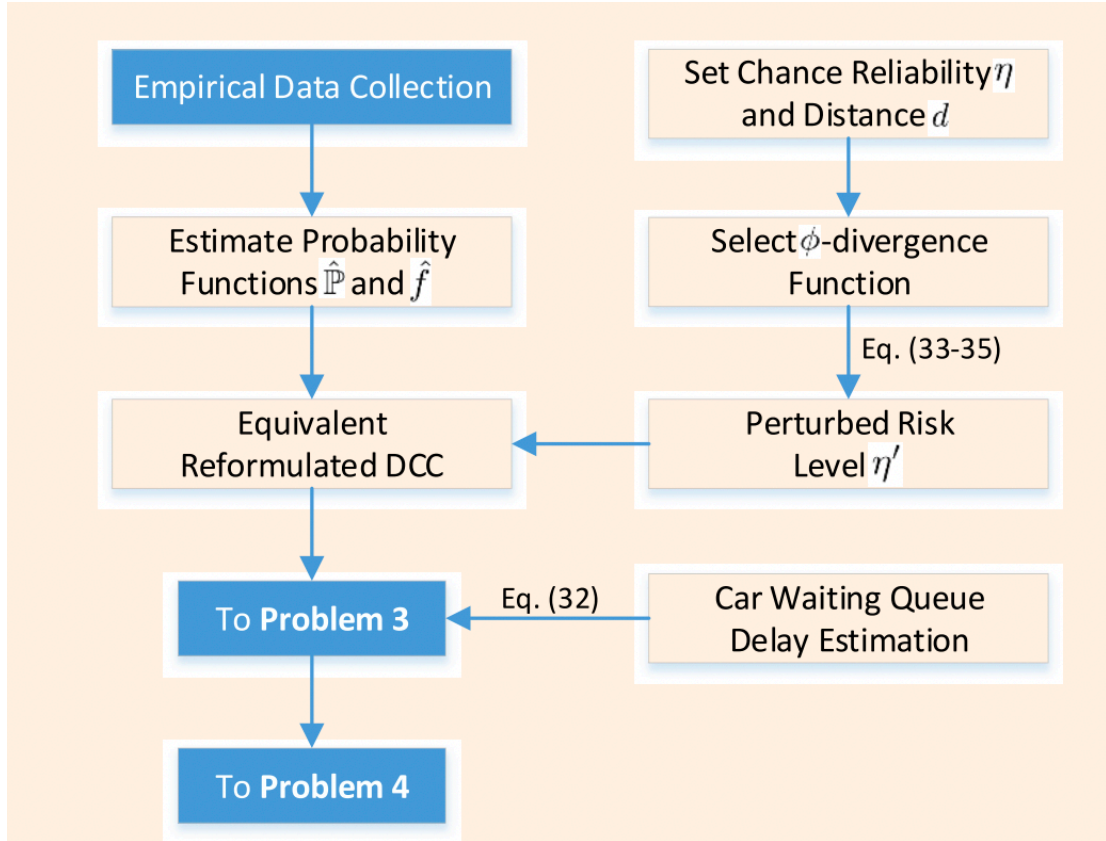 Empirical Data Collection
Estimate Probability
Functions ℙ̂ and f̂
Equivalent
Reformulated DCC
To Problem 3
To Problem 4
Set Chance Reliability η
and Distance d
Select ϕ-divergence
Function
Eq. (33-35)
Perturbed Risk
Level η′
Eq. (32)
Car Waiting Queue
Delay Estimation